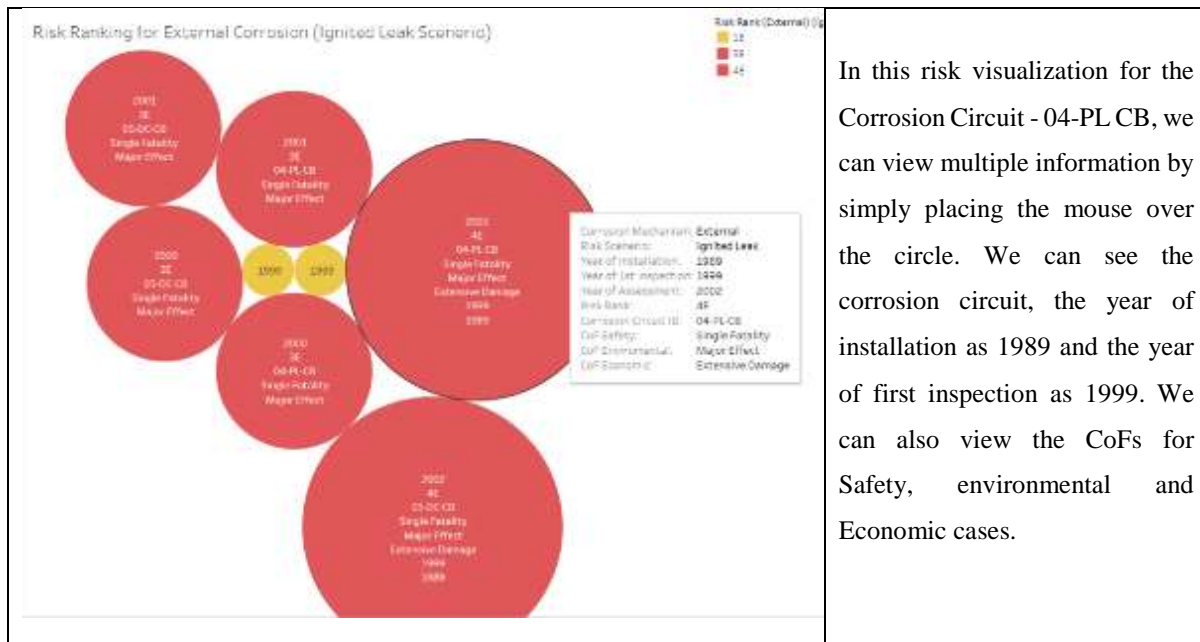 Risk Ranking for External Corrosion (Ignited Leak Scenerio)
Risk Rank (External) (Ig
3E
4E
2001
3E
05-DC-CB
Single Fatality
Major Effect
2001
3E
04-PL-CB
Single Fatality
Major Effect
4E
04-PL-CB
Single Fatality
Major Effect
Extensive Damage
1999
1989
2000
3E
05-DC-CB
Single Fatality
Major Effect
1999
2000
3E
04-PL-CB
Single Fatality
Major Effect
2002
4E
05-DC-CB
Single Fatality
Major Effect
Extensive Damage
1999
1989
Corrosion Mechanism: External
Risk Scenario: Ignited Leak
Year of Installation: 1989
Year of 1st Inspection: 1999
Year of Assessment: 2002
Risk Rank: 4E
Corrosion Circuit ID: 04-PL-CB
CoF Safety: Single Fatality
CoF Enviromental: Major Effect
CoF Economic: Extensive Damage
In this risk visualization for the
Corrosion Circuit - 04-PL CB, we
can view multiple information by
simply placing the mouse over
the circle. We can see the
corrosion circuit, the year of
installation as 1989 and the year
of first inspection as 1999. We
can also view the CoFs for
Safety, environmental and
Economic cases.